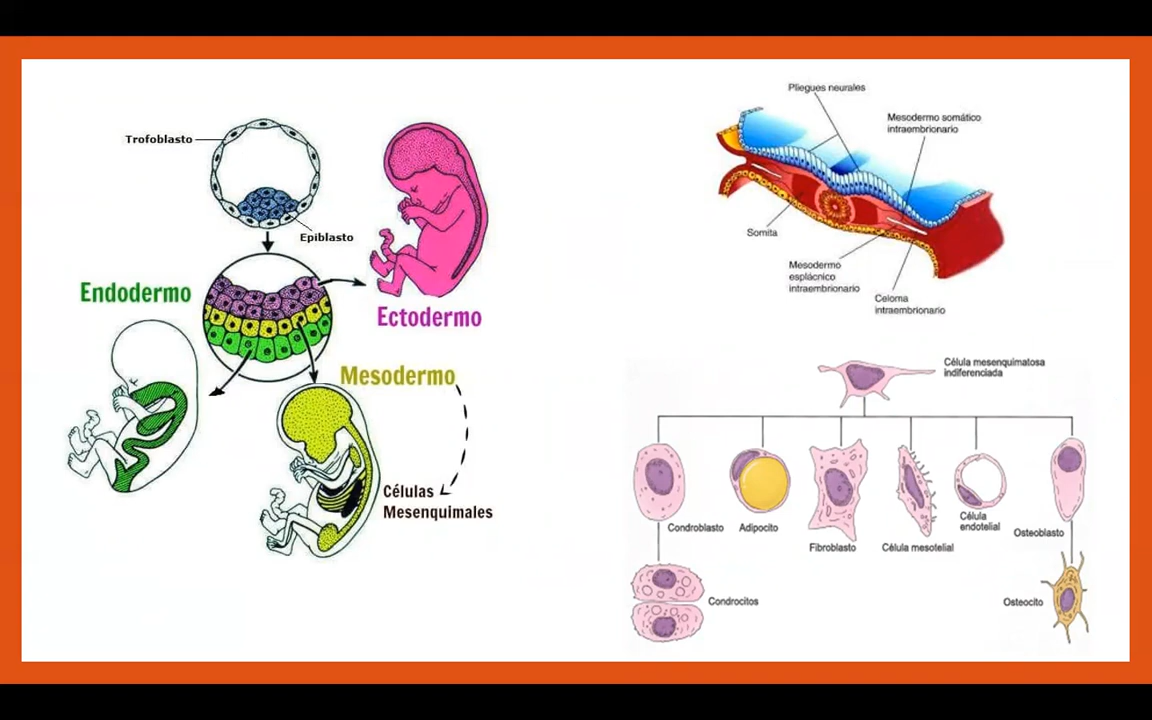 Trofoblasto
Epiblasto
Endodermo
Ectodermo
Mesodermo
Células
Mesenquimales
Pliegues neurales
Mesodermo somático
intraembrionario
Somita
Mesodermo
esplácnico
intraembrionario
Celoma
intraembrionario
Célula mesenquimatosa
indiferenciada
Condroblasto
Adipocito
Fibroblasto
Célula mesotelial
Célula
endotelial
Osteoblasto
Condrocitos
Osteocito